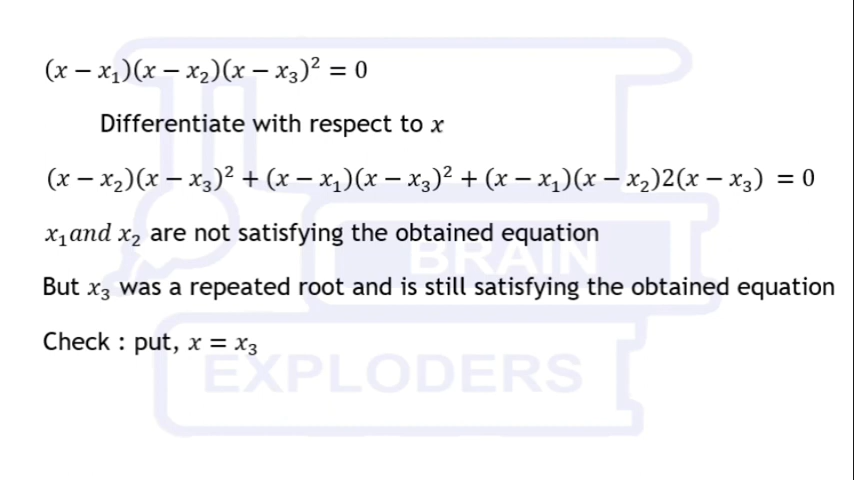 (x − x₁)(x − x₂)(x − x₃)² = 0
Differentiate with respect to x
(x − x₂)(x − x₃)² + (x − x₁)(x − x₃)² + (x − x₁)(x − x₂)2(x − x₃) = 0
x₁and x₂ are not satisfying the obtained equation
BRAIN
But x₃ was a repeated root and is still satisfying the obtained equation
Check : put, x = x₃
EXPLODERS